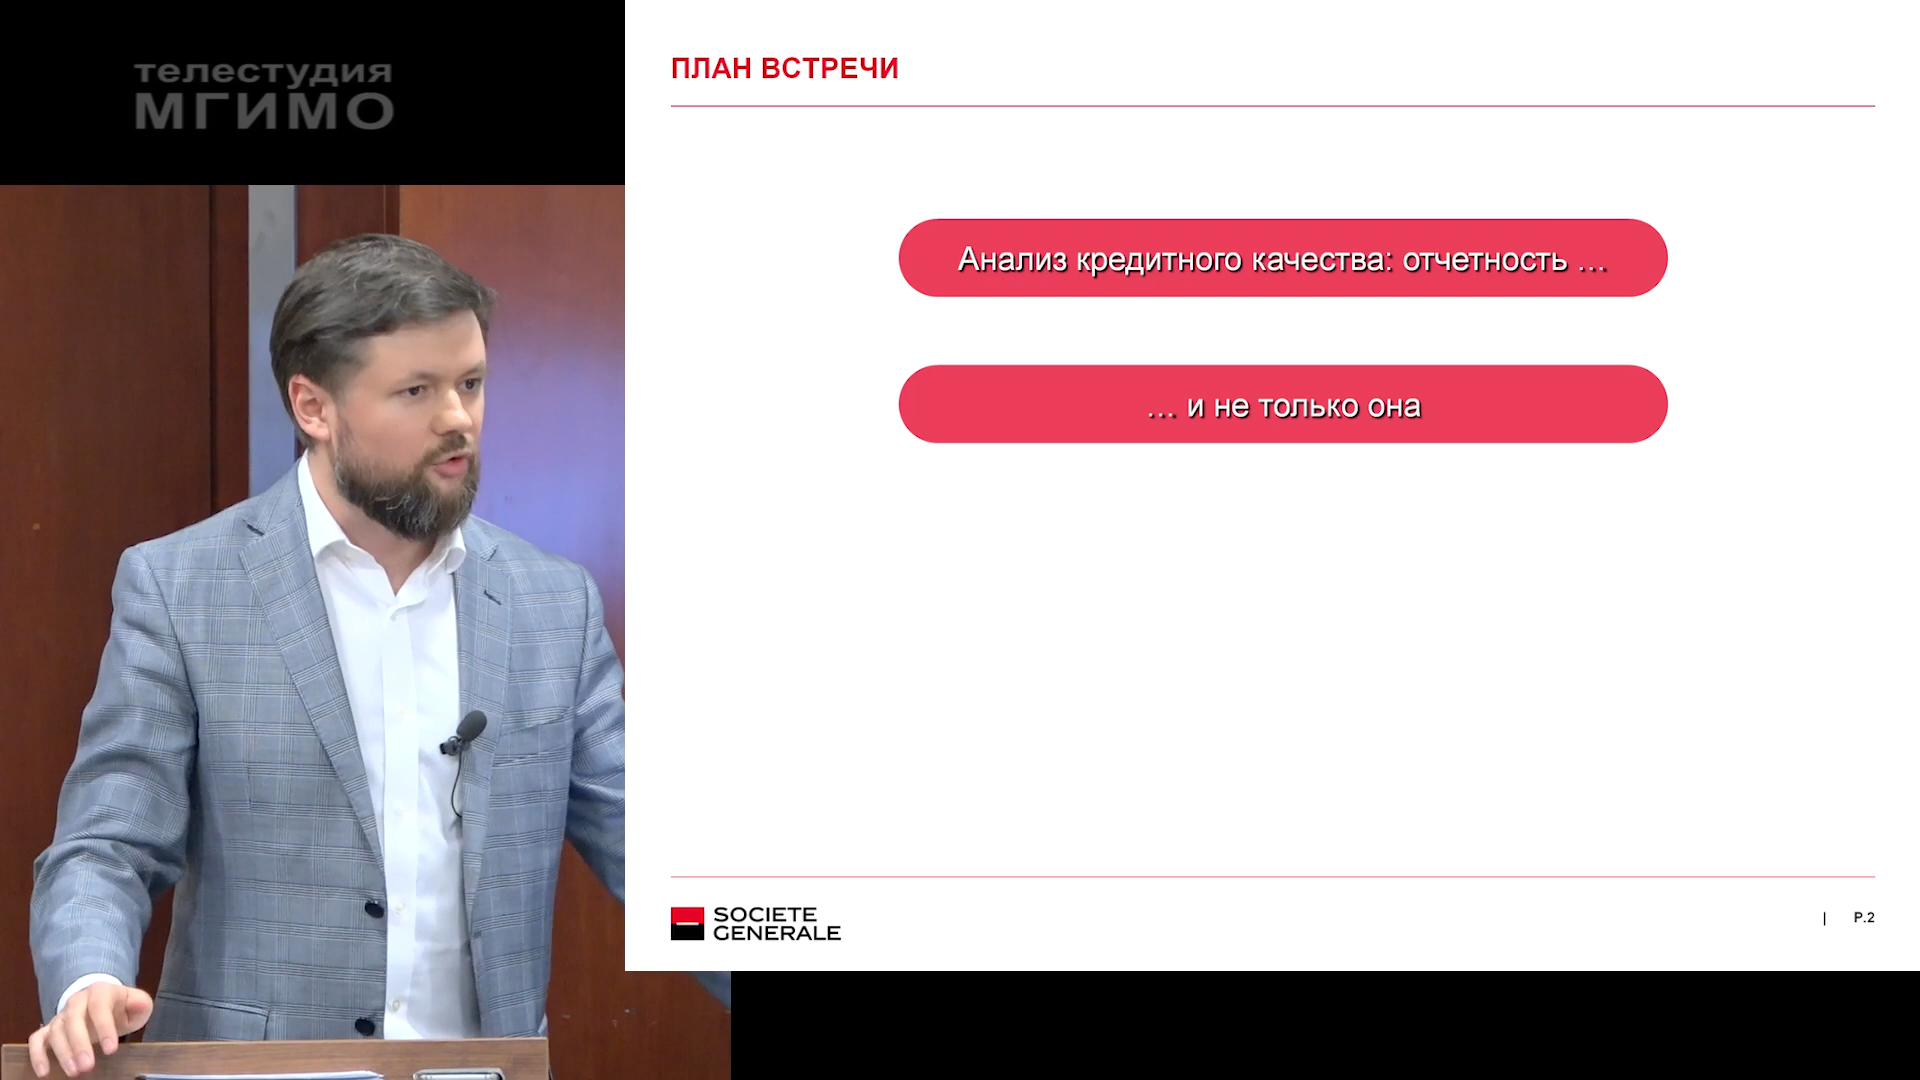 телестудия
МГИМО
ПЛАН ВСТРЕЧИ
Анализ кредитного качества: отчетность ...
... и не только она
SOCIETE
GENERALE
| P.2